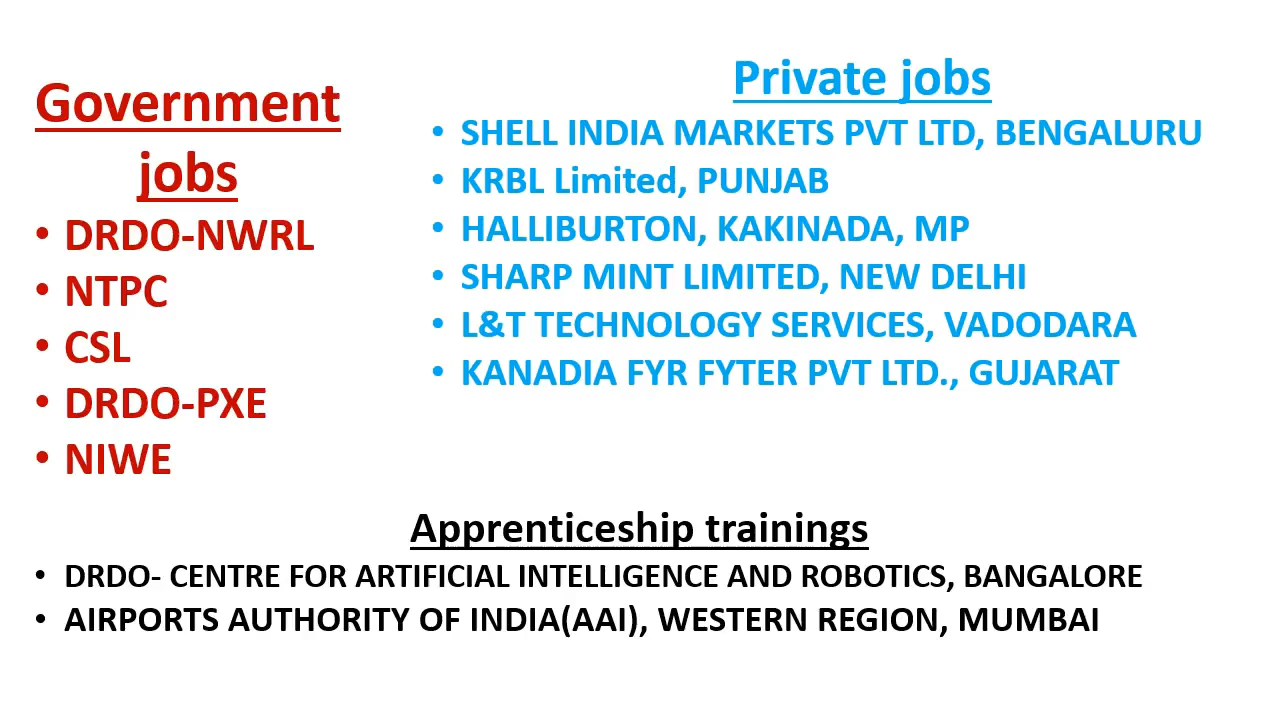 Government
jobs
• DRDO-NWRL
• NTPC
• CSL
• DRDO-PXE
• NIWE
Private jobs
• SHELL INDIA MARKETS PVT LTD, BENGALURU
• KRBL Limited, PUNJAB
• HALLIBURTON, KAKINADA, MP
• SHARP MINT LIMITED, NEW DELHI
• L&T TECHNOLOGY SERVICES, VADODARA
• KANADIA FYR FYTER PVT LTD., GUJARAT
Apprenticeship trainings
• DRDO- CENTRE FOR ARTIFICIAL INTELLIGENCE AND ROBOTICS, BANGALORE
• AIRPORTS AUTHORITY OF INDIA(AAI), WESTERN REGION, MUMBAI